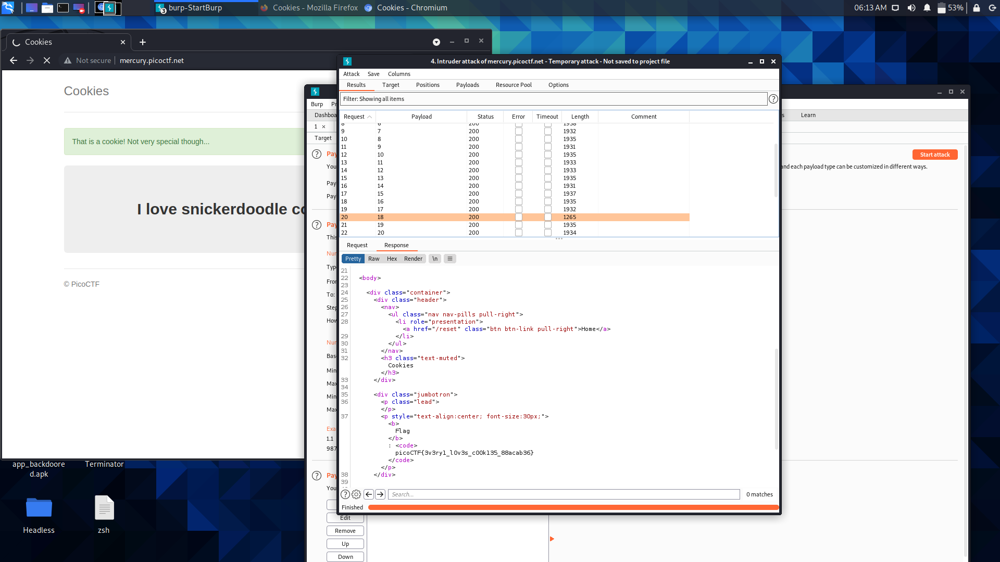 burp-StartBurp
3
Cookies - Mozilla Firefox
Cookies - Chromium
06:13 AM
53%
Cookies
Not secure
mercury.picoctf.net
Cookies
That is a cookie! Not very special though...
I love snickerdoodle co
© PicoCTF
app_backdoore
d.apk
Terminator
Headless
zsh
Burp
Pr
Dashboa
1 ×
Target
Pay
You
Pay
Pay
Pay
This
Num
Type
From
To:
Step
How
Num
Bas
Min
Max
Min
Max
Exa
1.1
987
Pay
You
Edit
Remove
Up
Down
s
Learn
Start attack
and each payload type can be customized in different ways.
4. Intruder attack of mercury.picoctf.net - Temporary attack - Not saved to project file
Attack Save Columns
Results Target Positions Payloads Resource Pool Options
Filter: Showing all items
Request Payload Status Error Timeout Length Comment
8 6 200 1938
9 7 200 1932
10 8 200 1935
11 9 200 1931
12 10 200 1935
13 11 200 1933
14 12 200 1933
15 13 200 1935
16 14 200 1931
17 15 200 1937
18 16 200 1935
19 17 200 1932
20 18 200 1265
21 19 200 1935
22 20 200 1934
Request Response
Pretty Raw Hex Render \n
21
22 <body>
23
24 <div class="container">
25 <div class="header">
26 <nav>
27 <ul class="nav nav-pills pull-right">
28 <li role="presentation">
<a href="/reset" class="btn btn-link pull-right">Home</a>
29 </li>
30 </ul>
31 </nav>
32 <h3 class="text-muted">
Cookies
</h3>
33 </div>
34
35 <div class="jumbotron">
36 <p class="lead">
</p>
37 <p style="text-align:center; font-size:30px;">
<b>
Flag
</b>
: <code>
picoCTF{3v3ry1_l0v3s_c00k135_88acab36}
</code>
</p>
38 </div>
39
Search...
0 matches
Finished